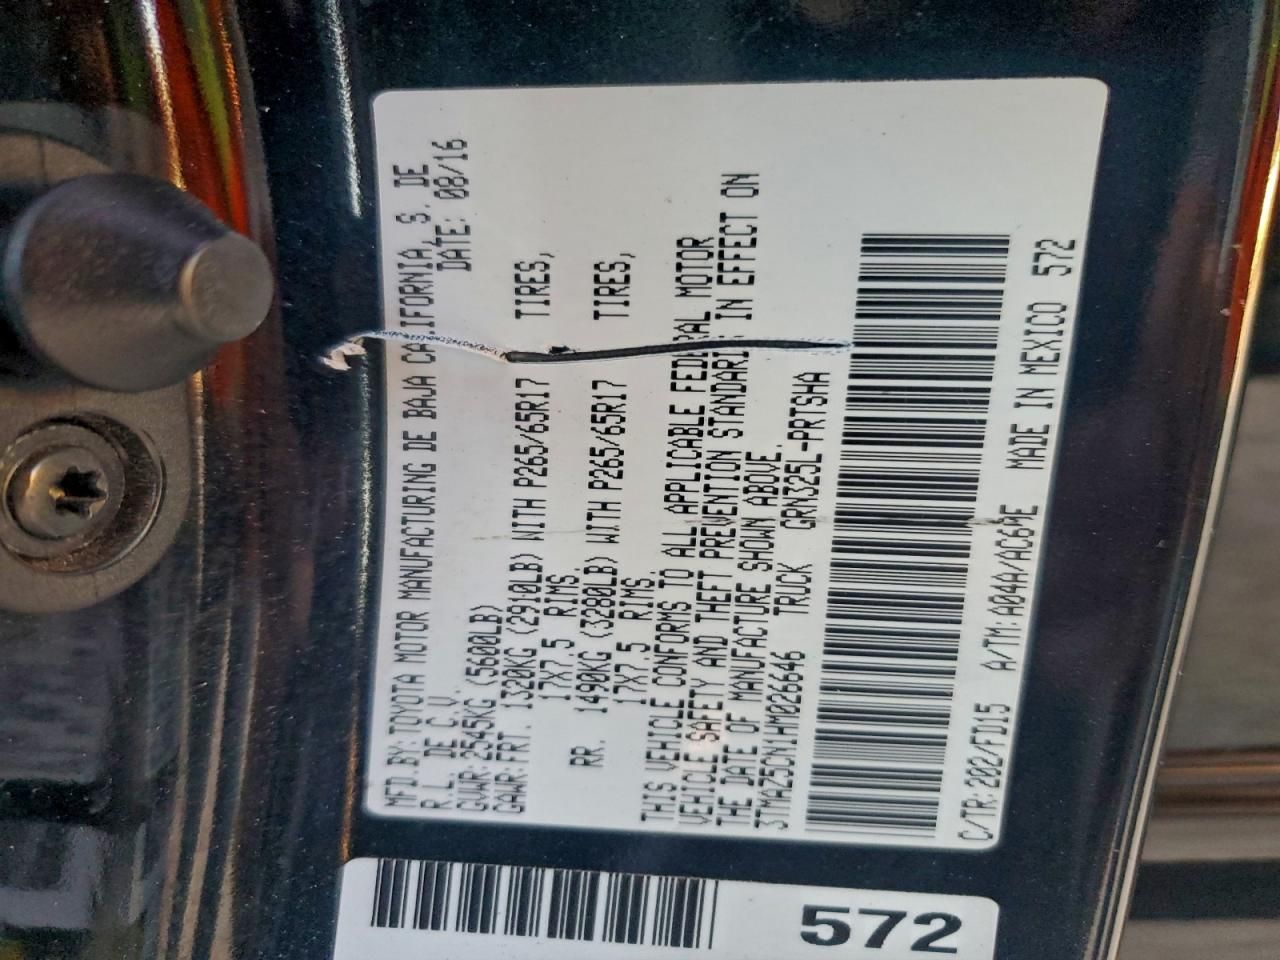 MFD. BY: TOYOTA MOTOR MANUFACTURING DE BAJA CALIFORNIA, S. DE
R.L. DE C.V. DATE: 08/16
GVWR: 2545KG (5600LB)
GAWR: FRT. 1320KG (2910LB) WITH P265/65R17 TIRES,
17X7.5 RIMS.
RR. 1490KG (3280LB) WITH P265/65R17 TIRES,
17X7.5 RIMS.
THIS VEHICLE CONFORMS TO ALL APPLICABLE FEDERAL MOTOR
VEHICLE SAFETY AND THEFT PREVENTION STANDARDS IN EFFECT ON
THE DATE OF MANUFACTURE SHOWN ABOVE.
TRUCK GRN325L-PRTSHA
C/TR: 202/FD15 A/TM: MADE IN MEXICO 572
572